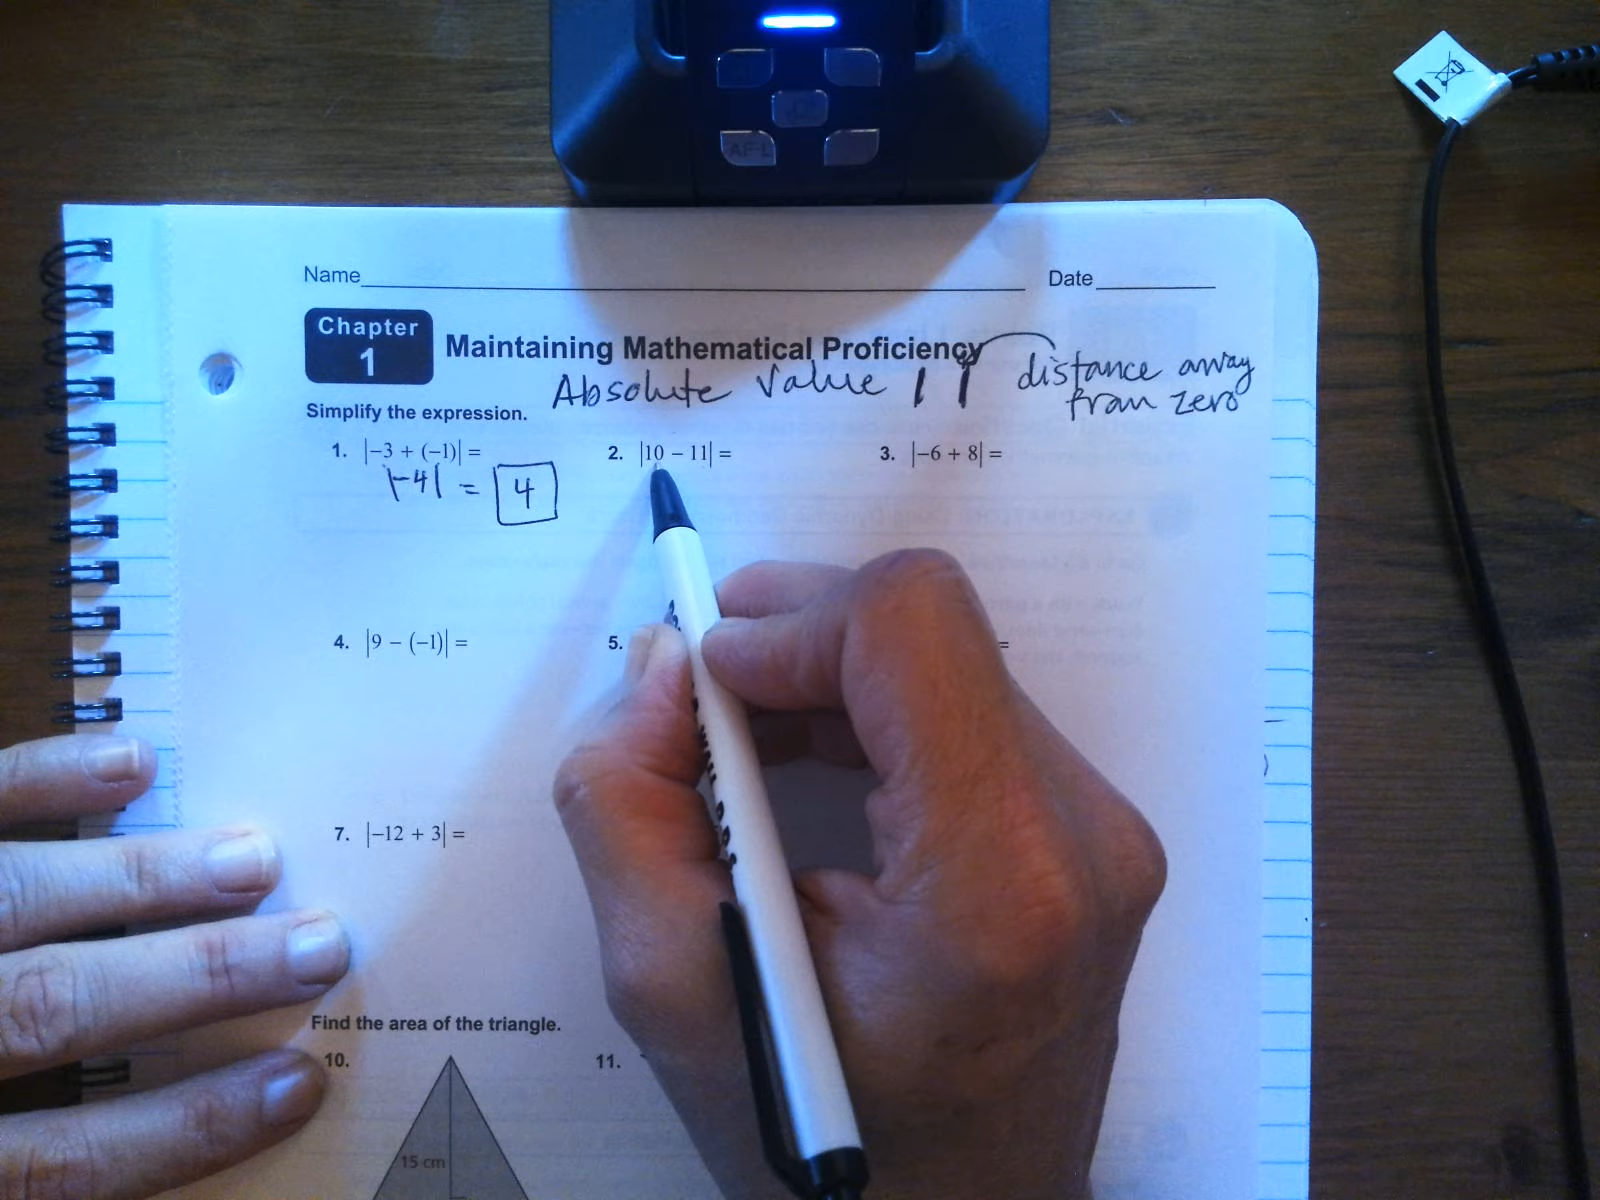 AF-L
Name Date
Chapter
1
Maintaining Mathematical Proficiency
Absolute Value | | distance away
from zero
Simplify the expression.
1. |−3 + (−1)| = 2. |10 − 11| = 3. |−6 + 8| =
|-4| = 4
4. |9 − (−1)| = 5. =
7. |−12 + 3| =
Find the area of the triangle.
10. 11.
15 cm